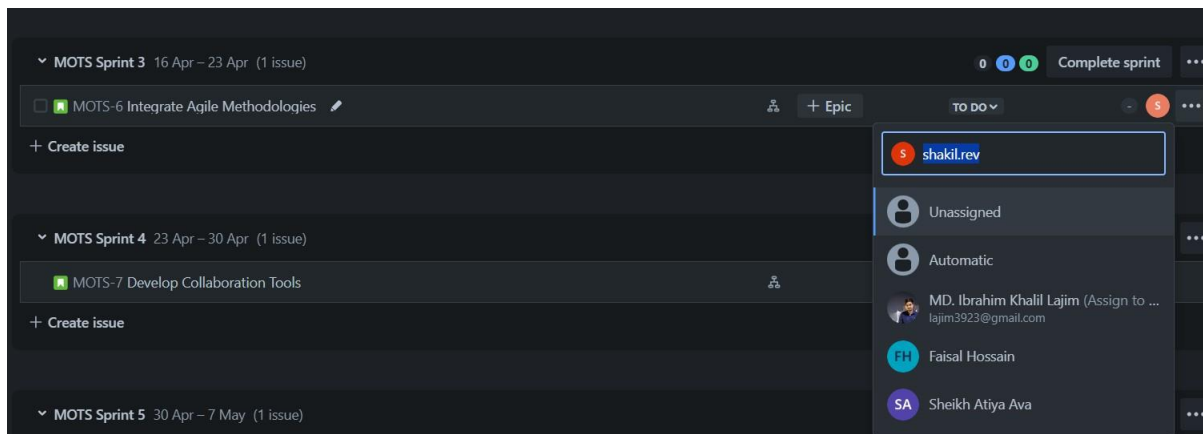 MOTS Sprint 3 16 Apr – 23 Apr (1 issue) 0 0 0 Complete sprint
MOTS-6 Integrate Agile Methodologies + Epic TO DO - S
+ Create issue
S shakil.rev
Unassigned
MOTS Sprint 4 23 Apr – 30 Apr (1 issue)
Automatic
MOTS-7 Develop Collaboration Tools
MD. Ibrahim Khalil Lajim (Assign to ...
lajim3923@gmail.com
+ Create issue
FH Faisal Hossain
SA Sheikh Atiya Ava
MOTS Sprint 5 30 Apr – 7 May (1 issue)